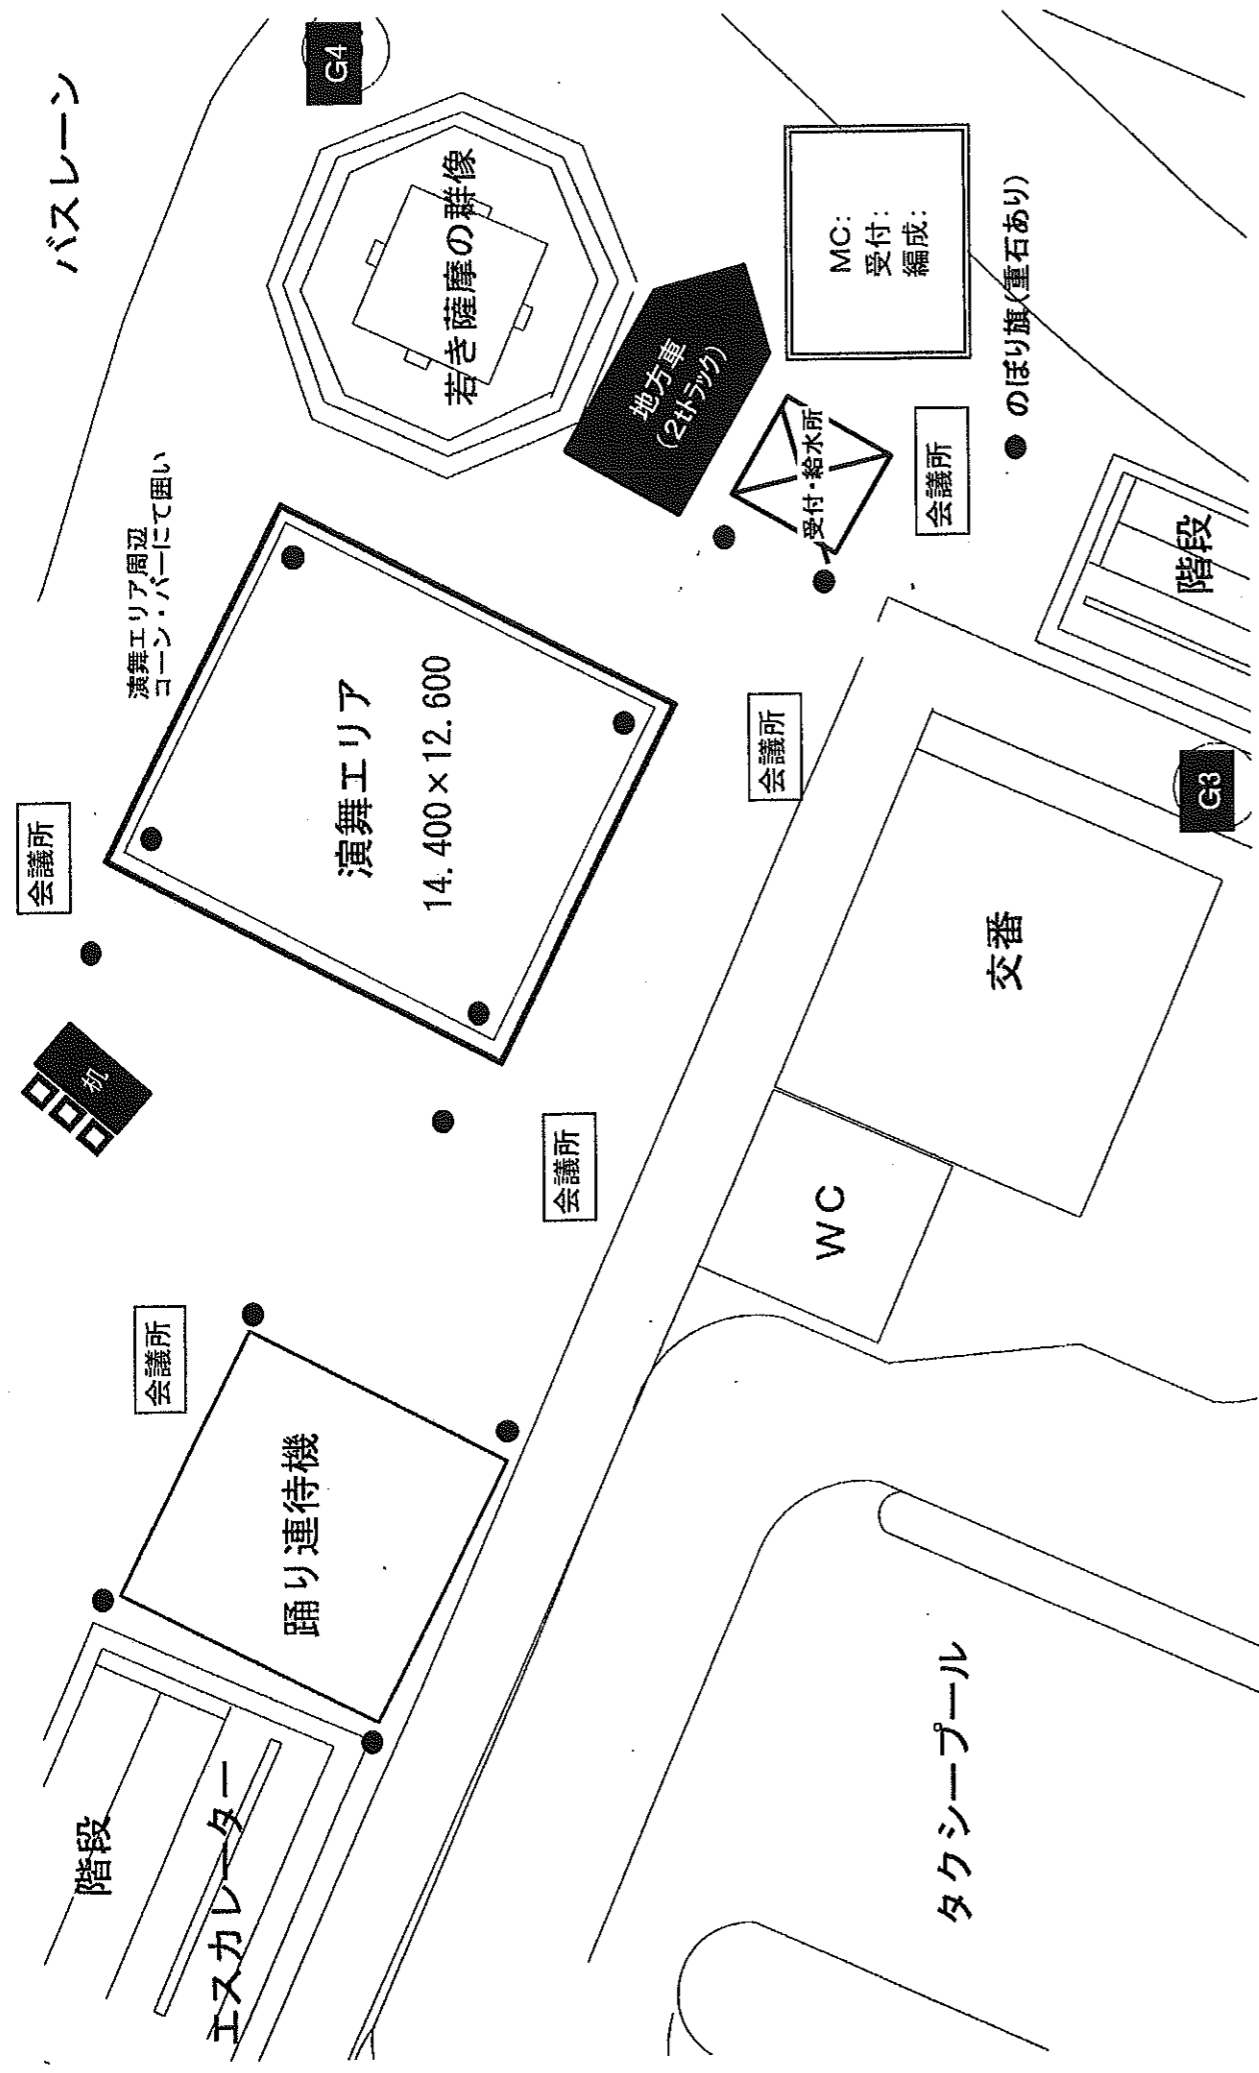 階段
エスカレーター
踊り連待機
会議所
机
会議所
会議所
演舞エリア周辺
コーン・バーにて囲い
演舞エリア
14.400×12.600
バスレーン
G4
若き薩摩の群像
地方車
(2tトラック)
受付・給水所
MC:
受付:
編成:
会議所
●のぼり旗(重石あり)
会議所
階段
G3
交番
WC
タクシープール